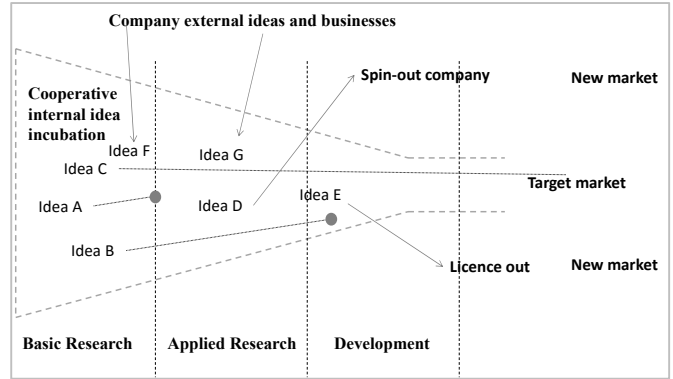 Company external ideas and businesses
Spin-out company
New market
Cooperative
internal idea
incubation
Idea F
Idea G
Idea C
Target market
Idea E
Idea A
Idea D
Idea B
Licence out
New market
Basic Research
Applied Research
Development